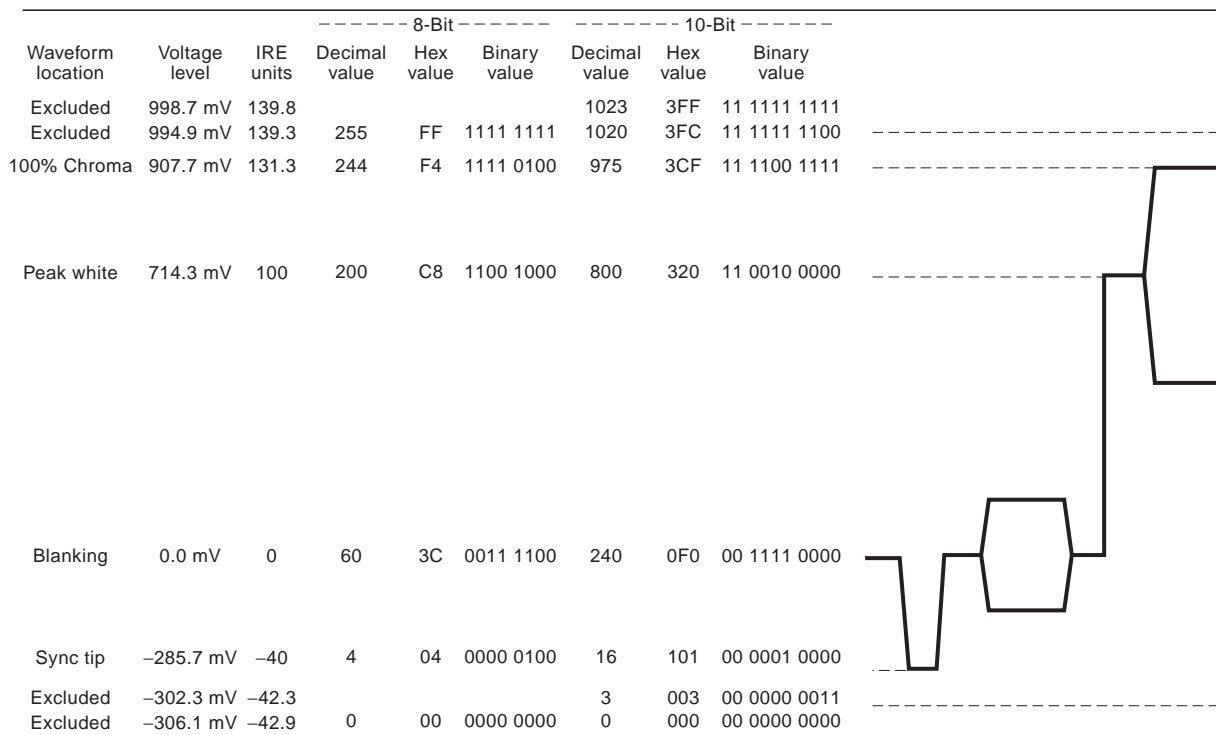 8-Bit 10-Bit
Waveform location Voltage level IRE units Decimal value Hex value Binary value Decimal value Hex value Binary value
Excluded 998.7 mV 139.8 1023 3FF 11 1111 1111
Excluded 994.9 mV 139.3 255 FF 1111 1111 1020 3FC 11 1111 1100
100% Chroma 907.7 mV 131.3 244 F4 1111 0100 975 3CF 11 1100 1111
Peak white 714.3 mV 100 200 C8 1100 1000 800 320 11 0010 0000
Blanking 0.0 mV 0 60 3C 0011 1100 240 0F0 00 1111 0000
Sync tip −285.7 mV −40 4 04 0000 0100 16 101 00 0001 0000
Excluded −302.3 mV −42.3 3 003 00 0000 0011
Excluded −306.1 mV −42.9 0 00 0000 0000 0 000 00 0000 0000